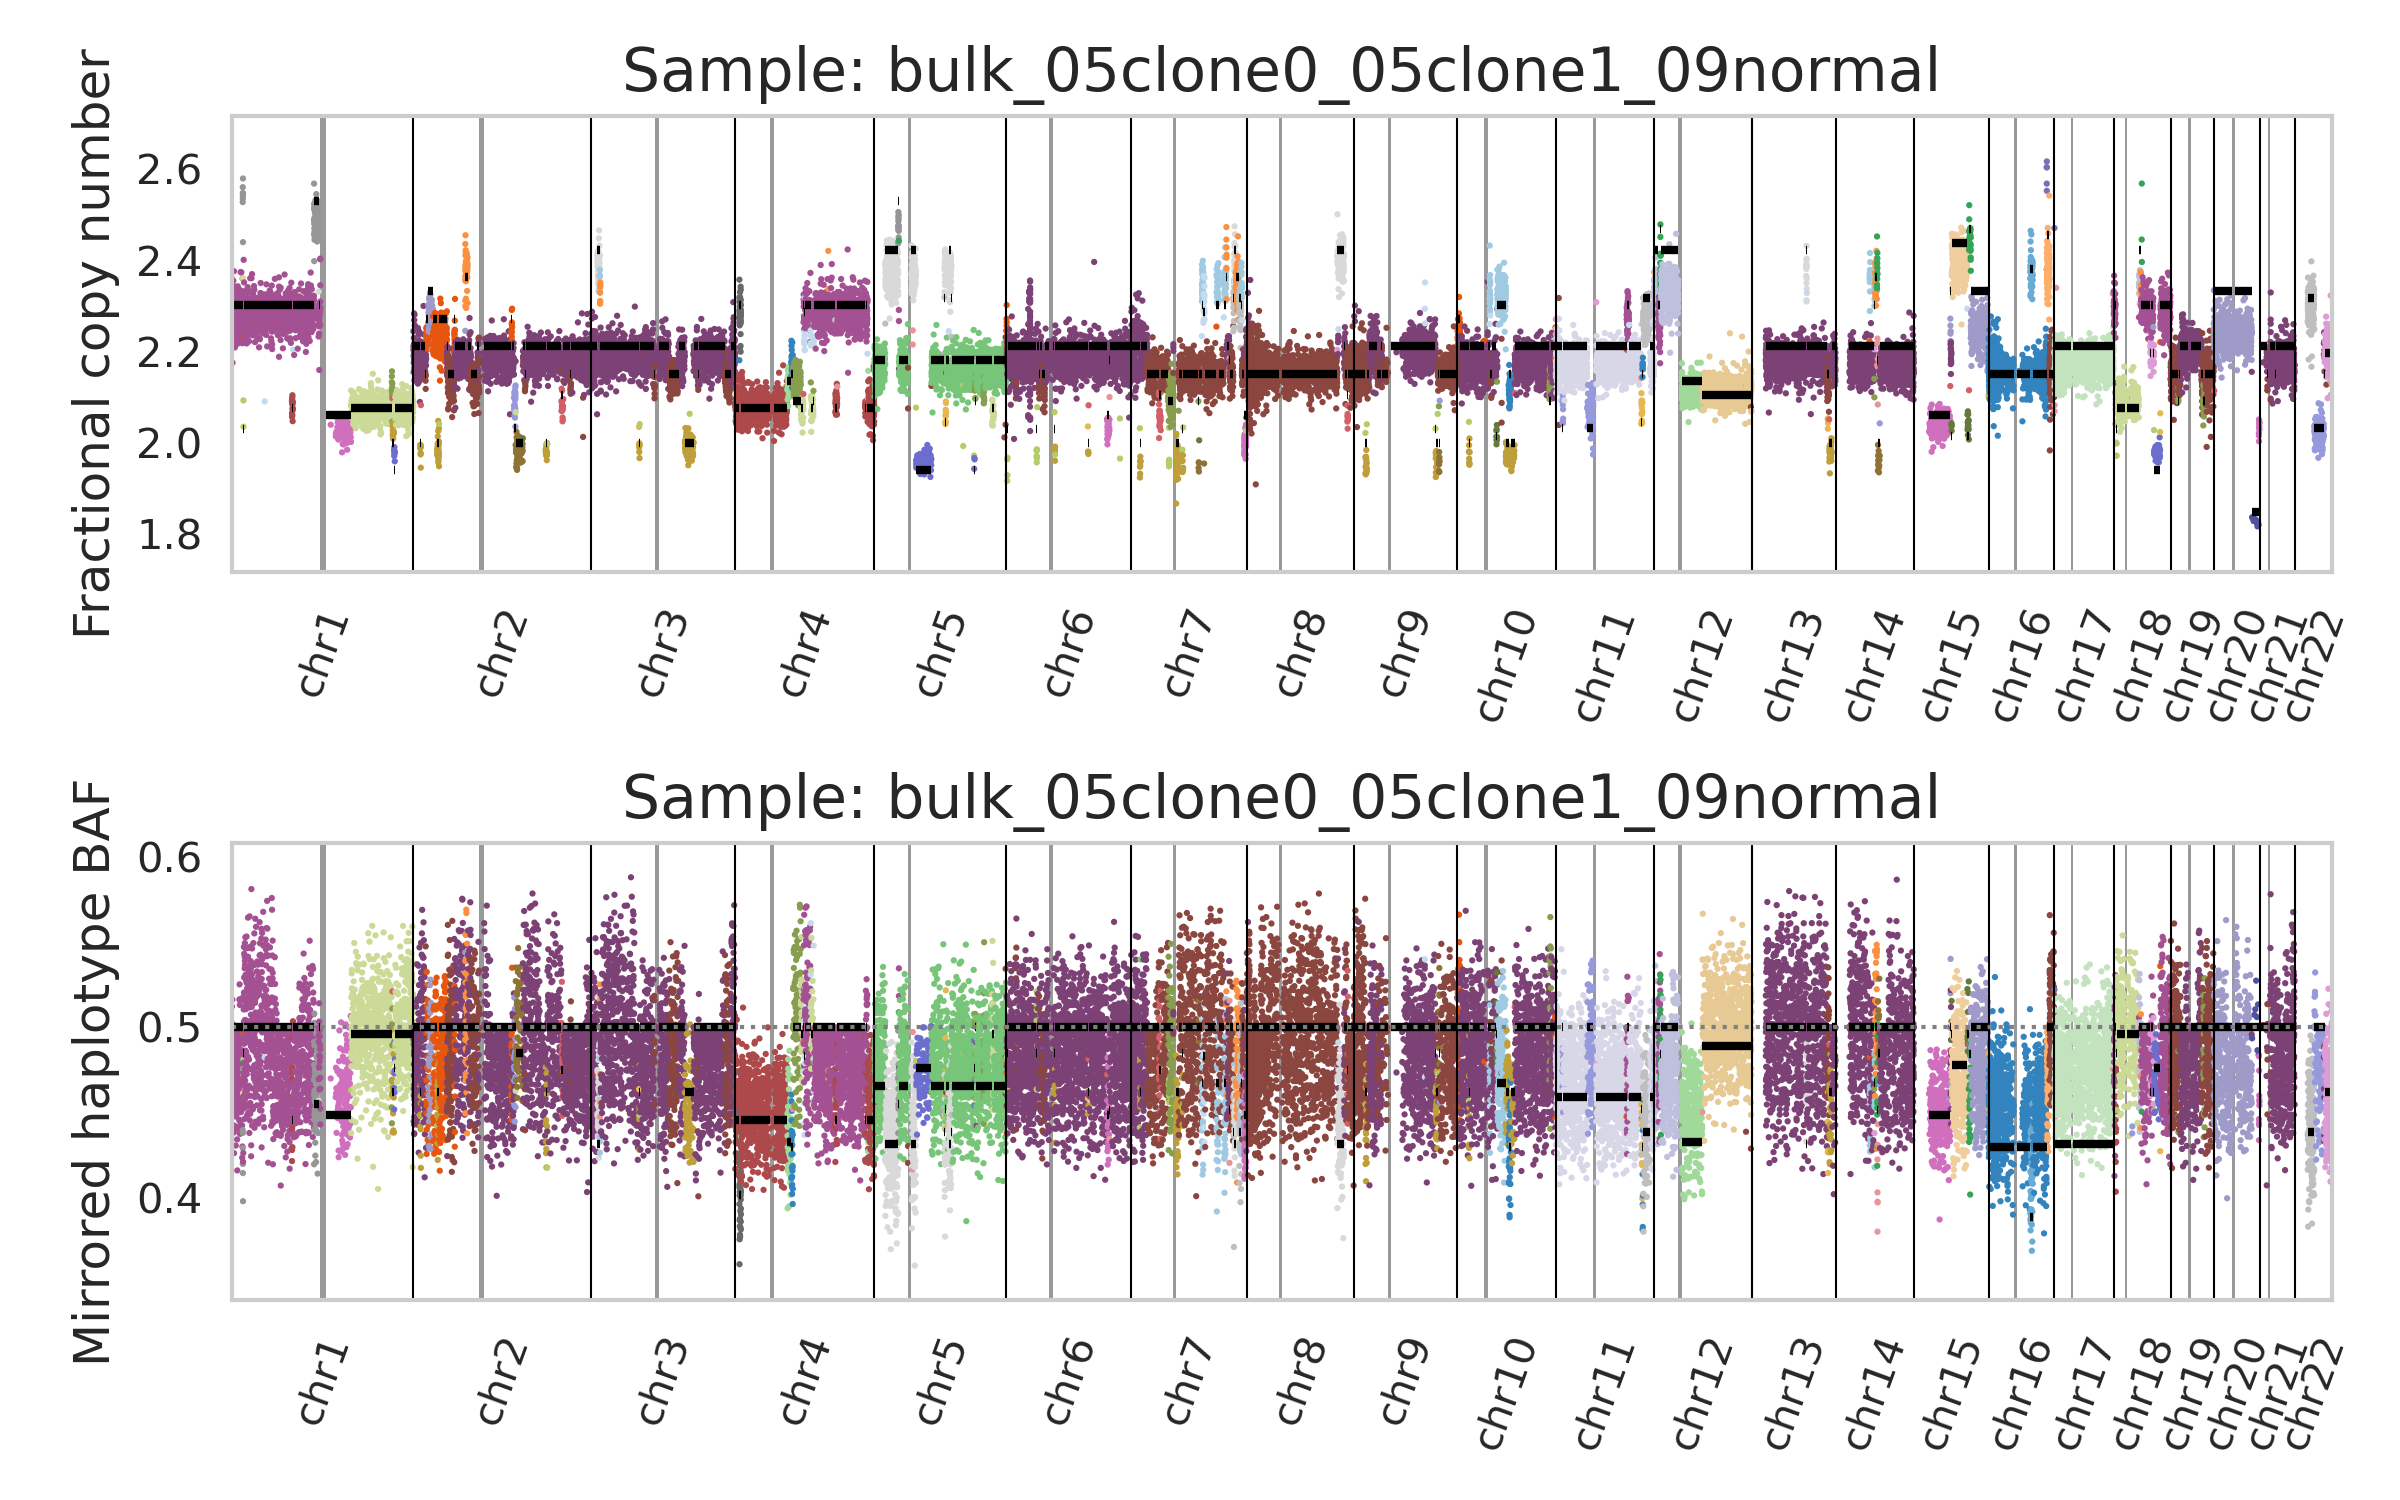 Sample: bulk_05clone0_05clone1_09normal
Fractional copy number
2.6
2.4
2.2
2.0
1.8
chr1 chr2 chr3 chr4 chr5 chr6 chr7 chr8 chr9 chr10 chr11 chr12 chr13 chr14 chr15 chr16 chr17 chr18 chr19 chr20 chr21 chr22
Sample: bulk_05clone0_05clone1_09normal
Mirrored haplotype BAF
0.6
0.5
0.4
chr1 chr2 chr3 chr4 chr5 chr6 chr7 chr8 chr9 chr10 chr11 chr12 chr13 chr14 chr15 chr16 chr17 chr18 chr19 chr20 chr21 chr22